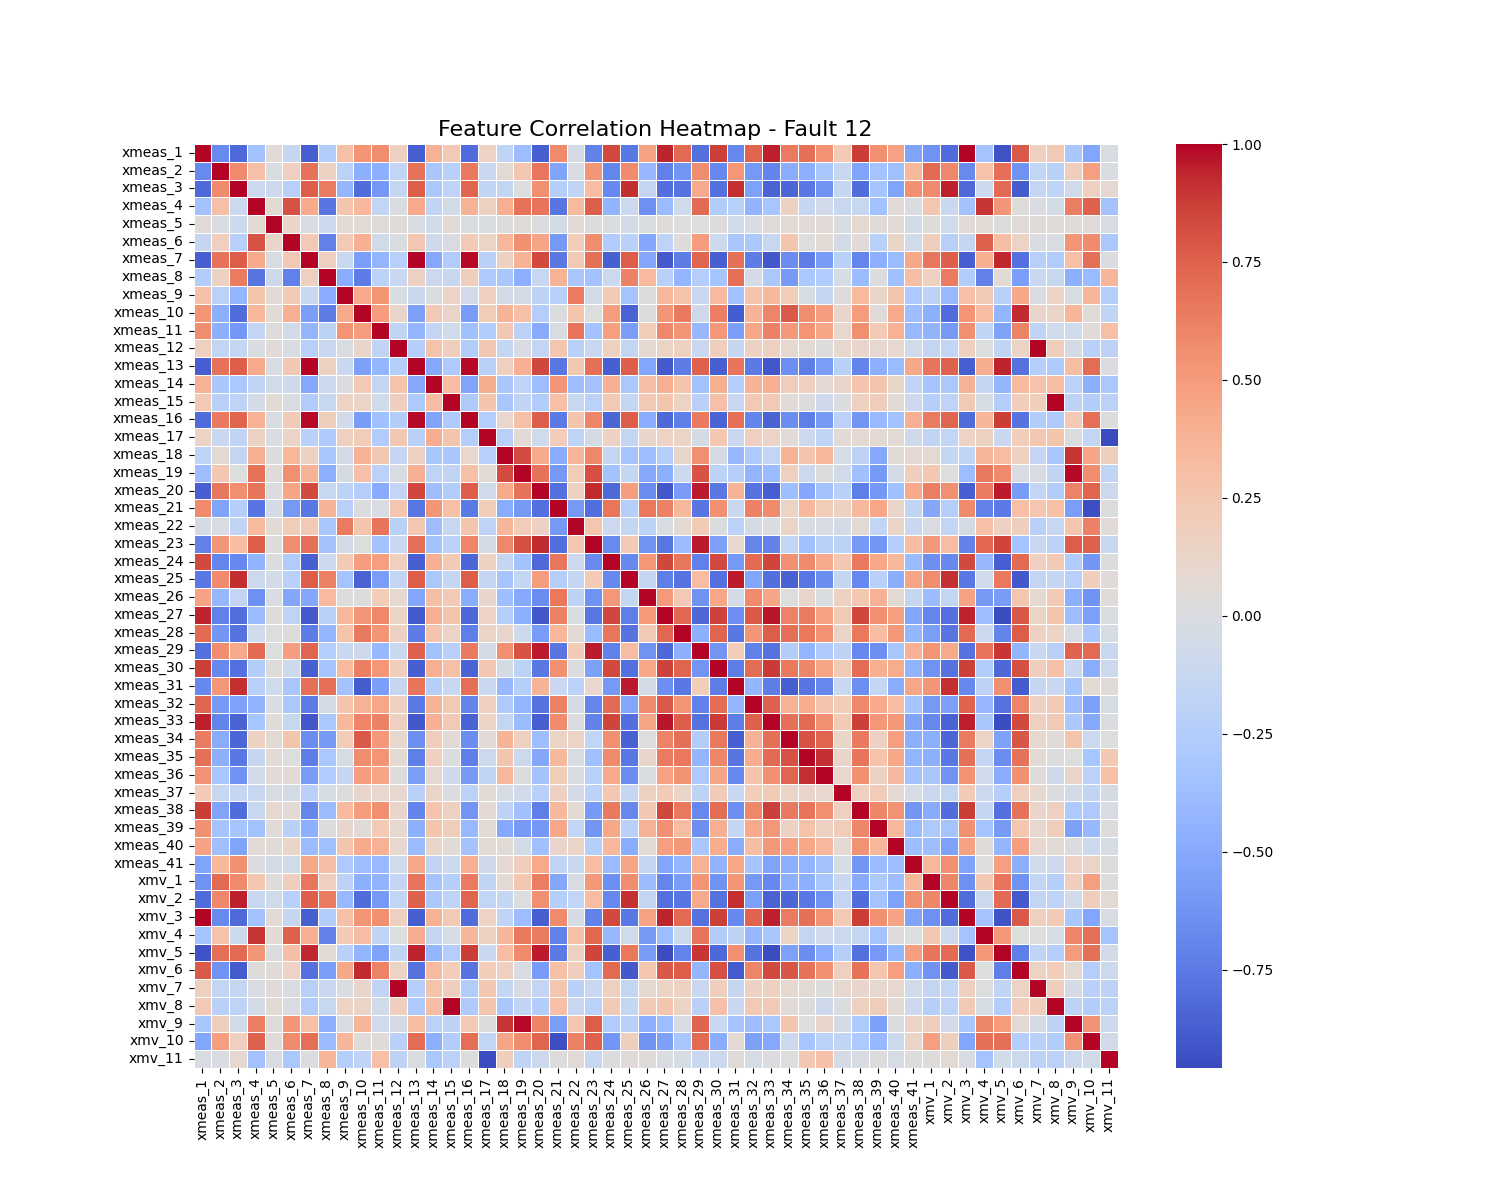 Feature Correlation Heatmap - Fault 12
xmeas_1
xmeas_2
xmeas_3
xmeas_4
xmeas_5
xmeas_6
xmeas_7
xmeas_8
xmeas_9
xmeas_10
xmeas_11
xmeas_12
xmeas_13
xmeas_14
xmeas_15
xmeas_16
xmeas_17
xmeas_18
xmeas_19
xmeas_20
xmeas_21
xmeas_22
xmeas_23
xmeas_24
xmeas_25
xmeas_26
xmeas_27
xmeas_28
xmeas_29
xmeas_30
xmeas_31
xmeas_32
xmeas_33
xmeas_34
xmeas_35
xmeas_36
xmeas_37
xmeas_38
xmeas_39
xmeas_40
xmeas_41
xmv_1
xmv_2
xmv_3
xmv_4
xmv_5
xmv_6
xmv_7
xmv_8
xmv_9
xmv_10
xmv_11
xmeas_1
xmeas_2
xmeas_3
xmeas_4
xmeas_5
xmeas_6
xmeas_7
xmeas_8
xmeas_9
xmeas_10
xmeas_11
xmeas_12
xmeas_13
xmeas_14
xmeas_15
xmeas_16
xmeas_17
xmeas_18
xmeas_19
xmeas_20
xmeas_21
xmeas_22
xmeas_23
xmeas_24
xmeas_25
xmeas_26
xmeas_27
xmeas_28
xmeas_29
xmeas_30
xmeas_31
xmeas_32
xmeas_33
xmeas_34
xmeas_35
xmeas_36
xmeas_37
xmeas_38
xmeas_39
xmeas_40
xmeas_41
xmv_1
xmv_2
xmv_3
xmv_4
xmv_5
xmv_6
xmv_7
xmv_8
xmv_9
xmv_10
xmv_11
1.00
0.75
0.50
0.25
0.00
−0.25
−0.50
−0.75